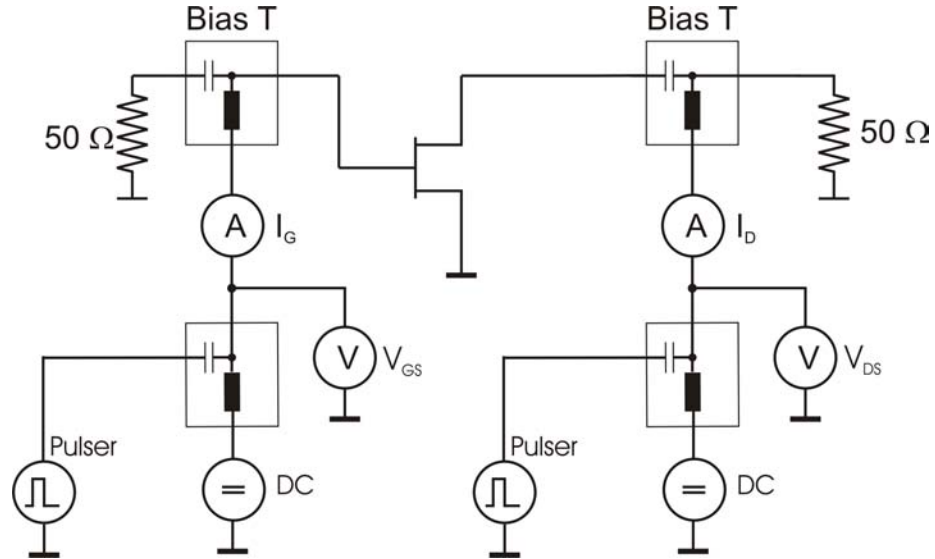 Bias T
Bias T
50 Ω
50 Ω
A
I_G
A
I_D
V
V_GS
V
V_DS
Pulser
Pulser
=
DC
=
DC